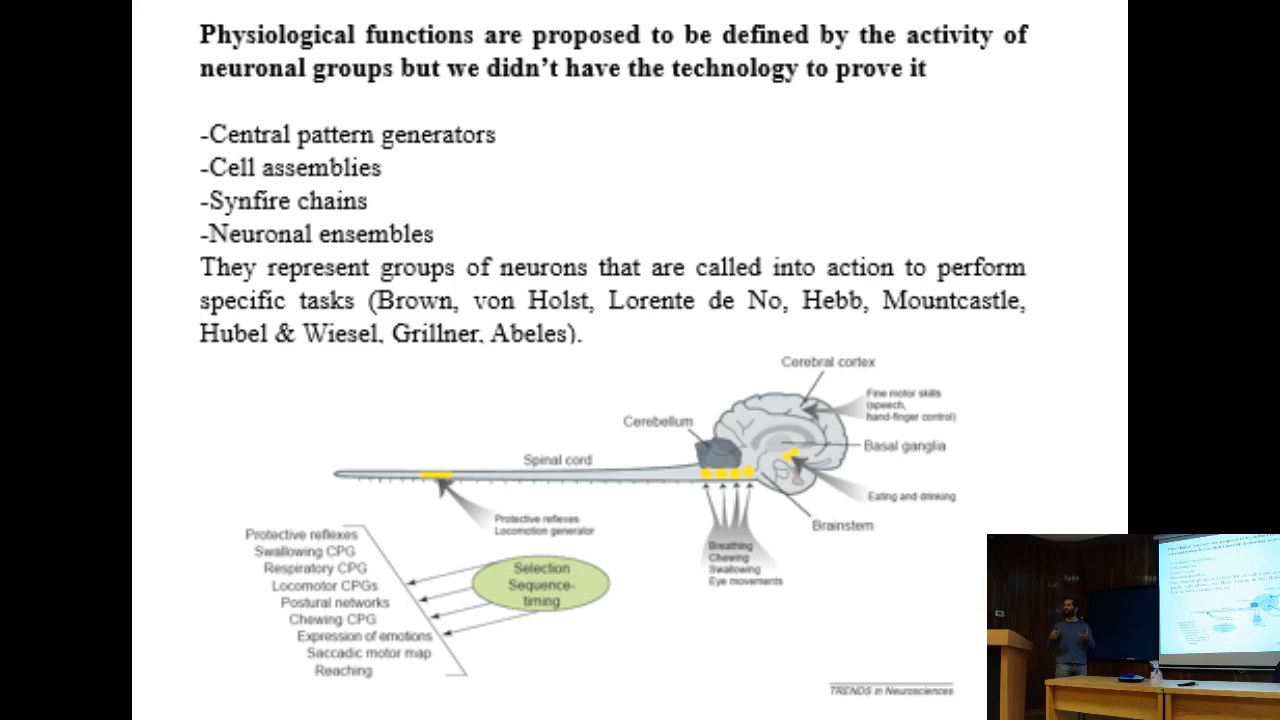 Physiological functions are proposed to be defined by the activity of
neuronal groups but we didn't have the technology to prove it
-Central pattern generators
-Cell assemblies
-Synfire chains
-Neuronal ensembles
They represent groups of neurons that are called into action to perform
specific tasks (Brown, von Holst, Lorente de No, Hebb, Mountcastle,
Hubel & Wiesel, Grillner, Abeles).
Cerebral cortex
Fine motor skills
(speech,
hand-finger control)
Cerebellum
Basal ganglia
Spinal cord
Eating and drinking
Protective reflexes
Locomotion generator
Brainstem
Breathing
Chewing
Swallowing
Eye movements
Protective reflexes
Swallowing CPG
Respiratory CPG
Locomotor CPGs
Postural networks
Chewing CPG
Expression of emotions
Saccadic motor map
Reaching
Selection
Sequence-
timing
TRENDS in Neurosciences